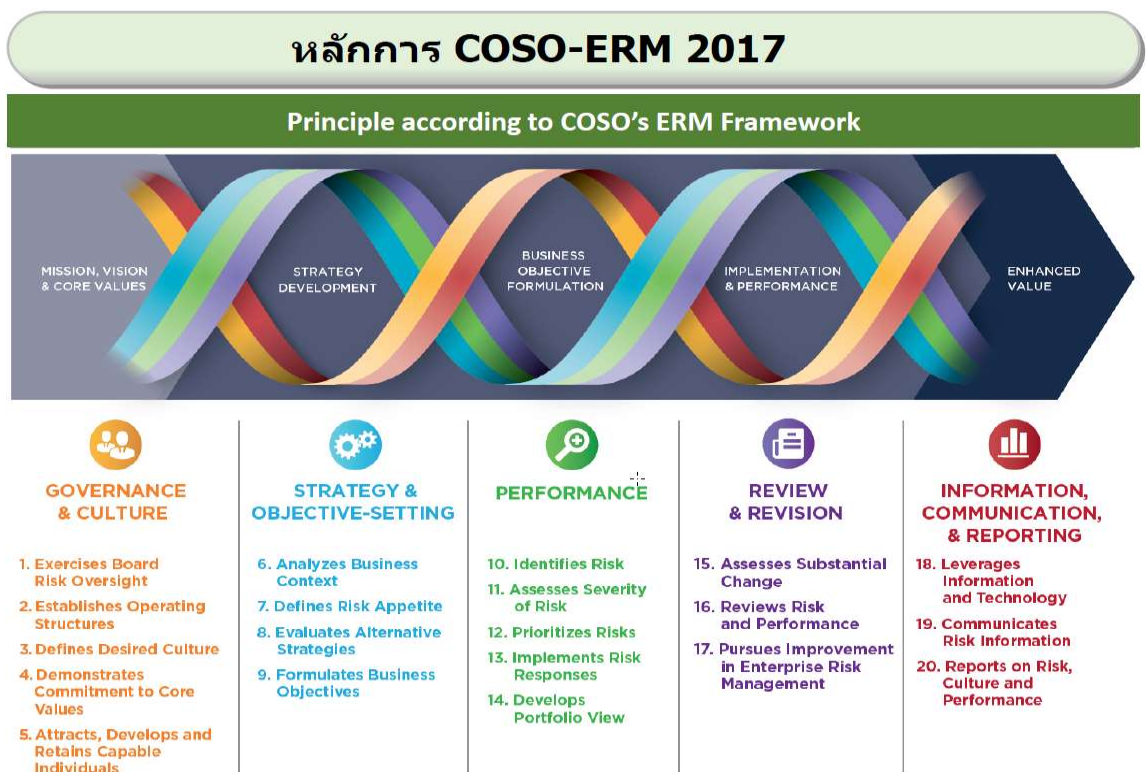 หลักการ COSO-ERM 2017
Principle according to COSO's ERM Framework
MISSION, VISION
& CORE VALUES
STRATEGY
DEVELOPMENT
BUSINESS
OBJECTIVE
FORMULATION
IMPLEMENTATION
& PERFORMANCE
ENHANCED
VALUE
GOVERNANCE
& CULTURE
1. Exercises Board
Risk Oversight
2. Establishes Operating
Structures
3. Defines Desired Culture
4. Demonstrates
Commitment to Core
Values
5. Attracts, Develops and
Retains Capable
Individuals
STRATEGY &
OBJECTIVE-SETTING
6. Analyzes Business
Context
7. Defines Risk Appetite
8. Evaluates Alternative
Strategies
9. Formulates Business
Objectives
PERFORMANCE
10. Identifies Risk
11. Assesses Severity
of Risk
12. Prioritizes Risks
13. Implements Risk
Responses
14. Develops
Portfolio View
REVIEW
& REVISION
15. Assesses Substantial
Change
16. Reviews Risk
and Performance
17. Pursues Improvement
in Enterprise Risk
Management
INFORMATION,
COMMUNICATION,
& REPORTING
18. Leverages
Information
and Technology
19. Communicates
Risk Information
20. Reports on Risk,
Culture and
Performance